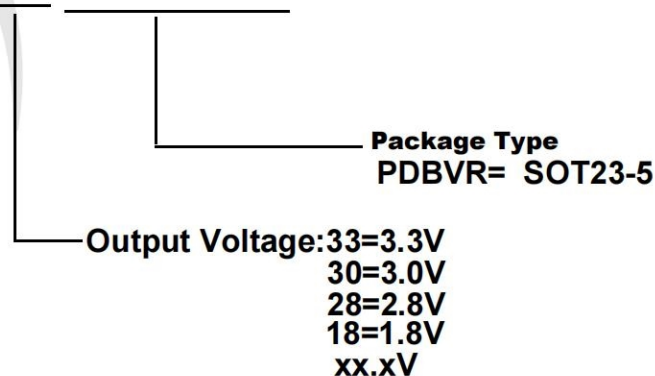 Package Type
PDBVR= SOT23-5
Output Voltage:33=3.3V
30=3.0V
28=2.8V
18=1.8V
xx.xV